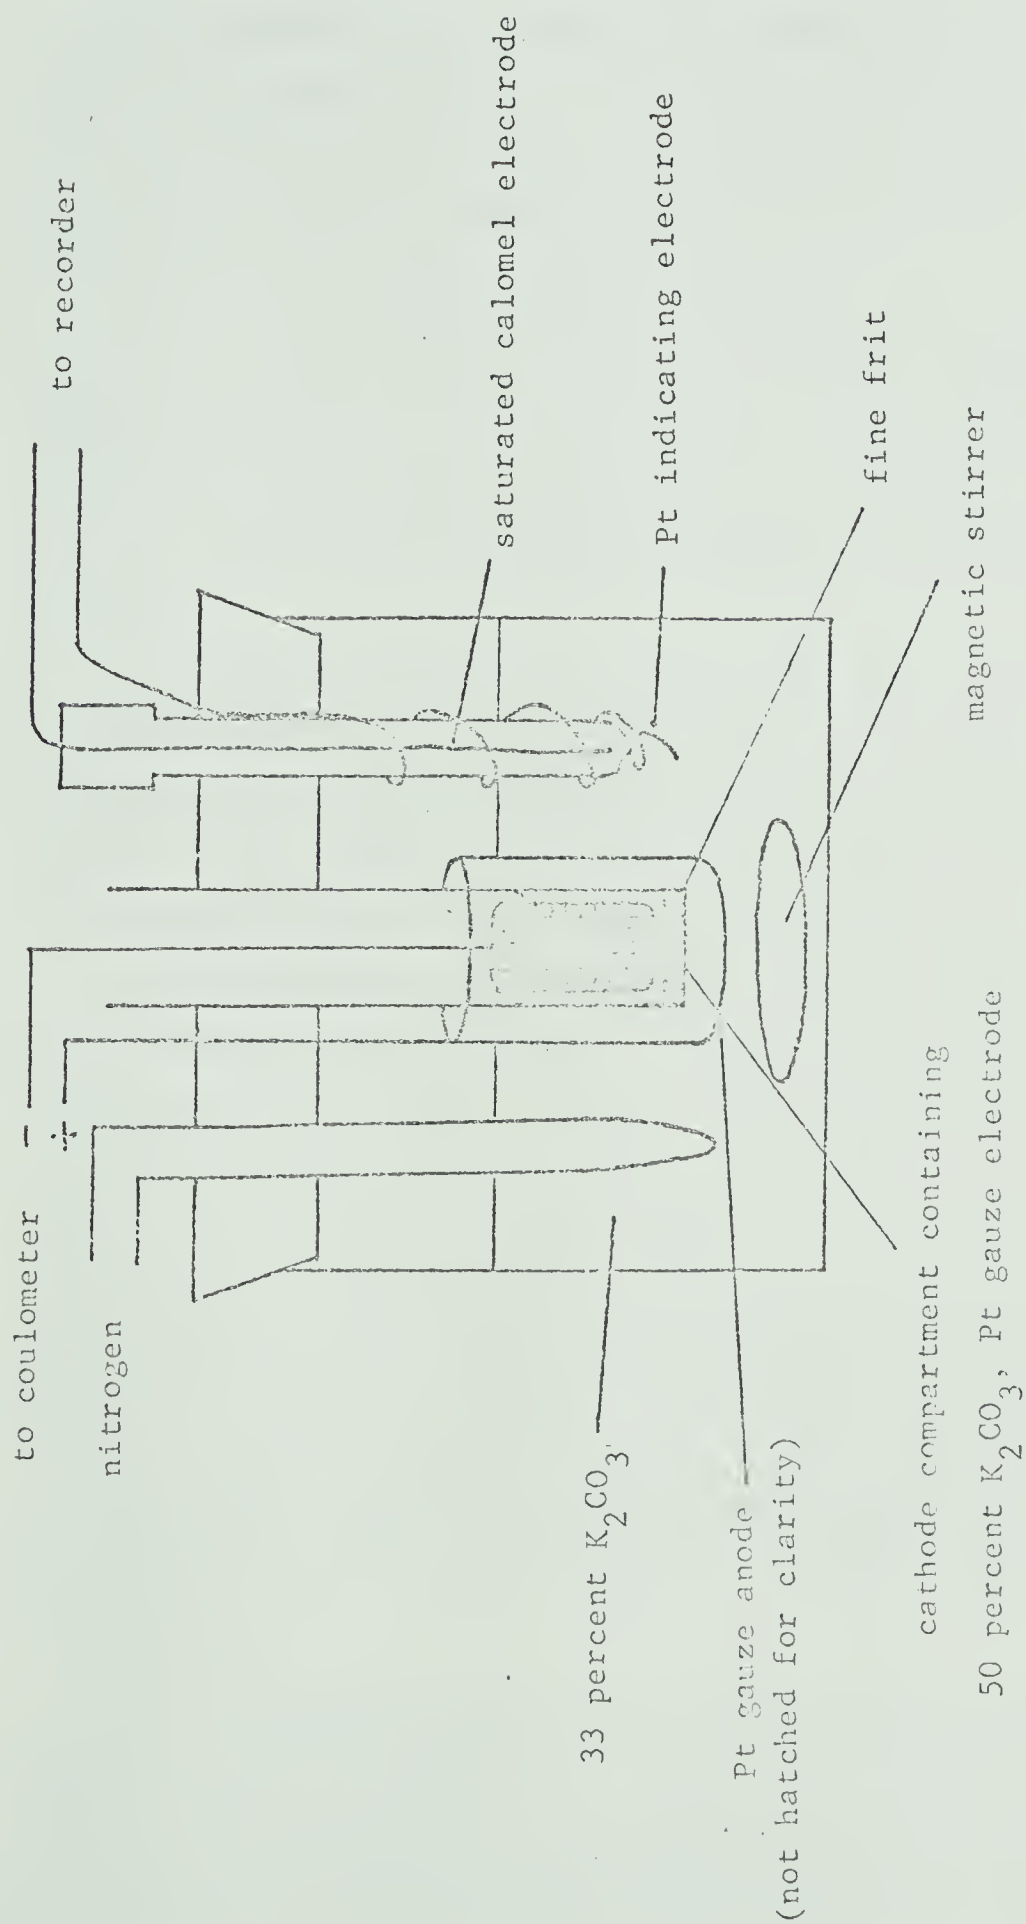 to coulometer
−
+
nitrogen
to recorder
saturated calomel electrode
Pt indicating electrode
fine frit
magnetic stirrer
33 percent K₂CO₃
Pt gauze anode
(not hatched for clarity)
cathode compartment containing
50 percent K₂CO₃, Pt gauze electrode